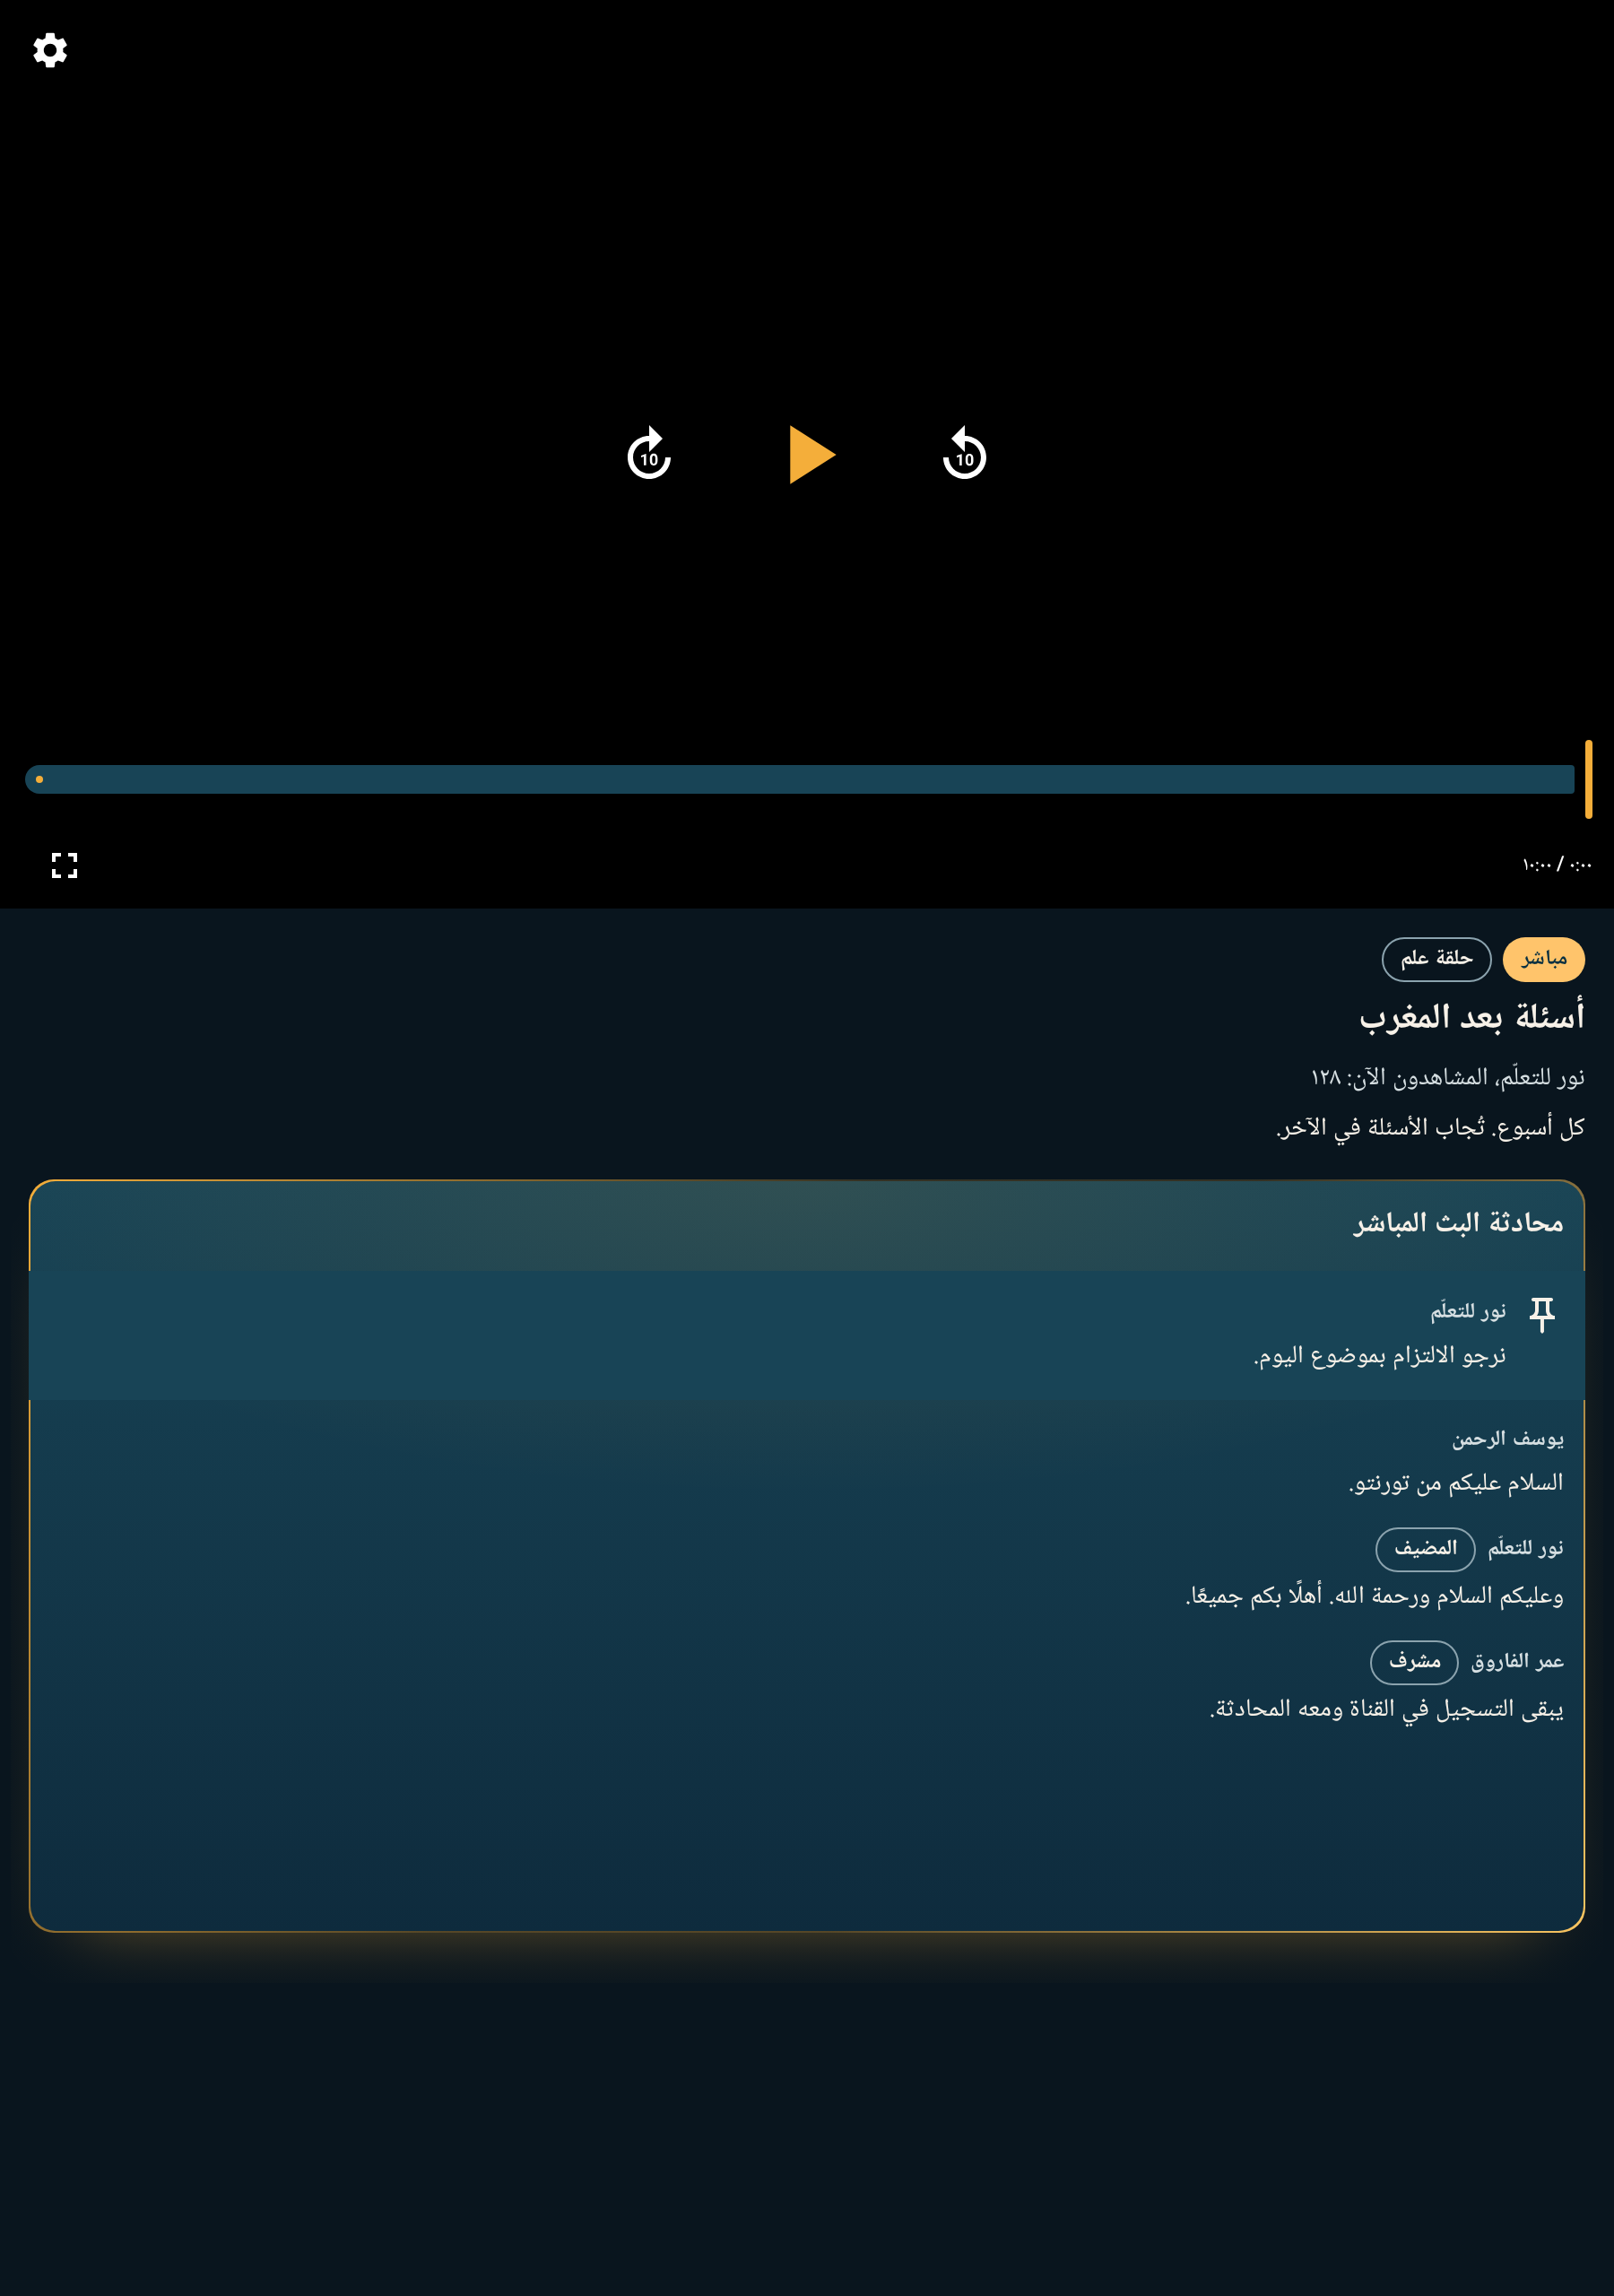 10 10
٠:٠٠ / ١٠:٠٠
مباشر حلقة علم
أسئلة بعد المغرب
نور للتعلّم، المشاهدون الآن: ١٢٨
كل أسبوع. تُجاب الأسئلة في الآخر.
محادثة البث المباشر
نور للتعلّم
نرجو الالتزام بموضوع اليوم.
يوسف الرحمن
السلام عليكم من تورنتو.
نور للتعلّم المضيف
وعليكم السلام ورحمة الله. أهلًا بكم جميعًا.
عمر الفاروق مشرف
يبقى التسجيل في القناة ومعه المحادثة.